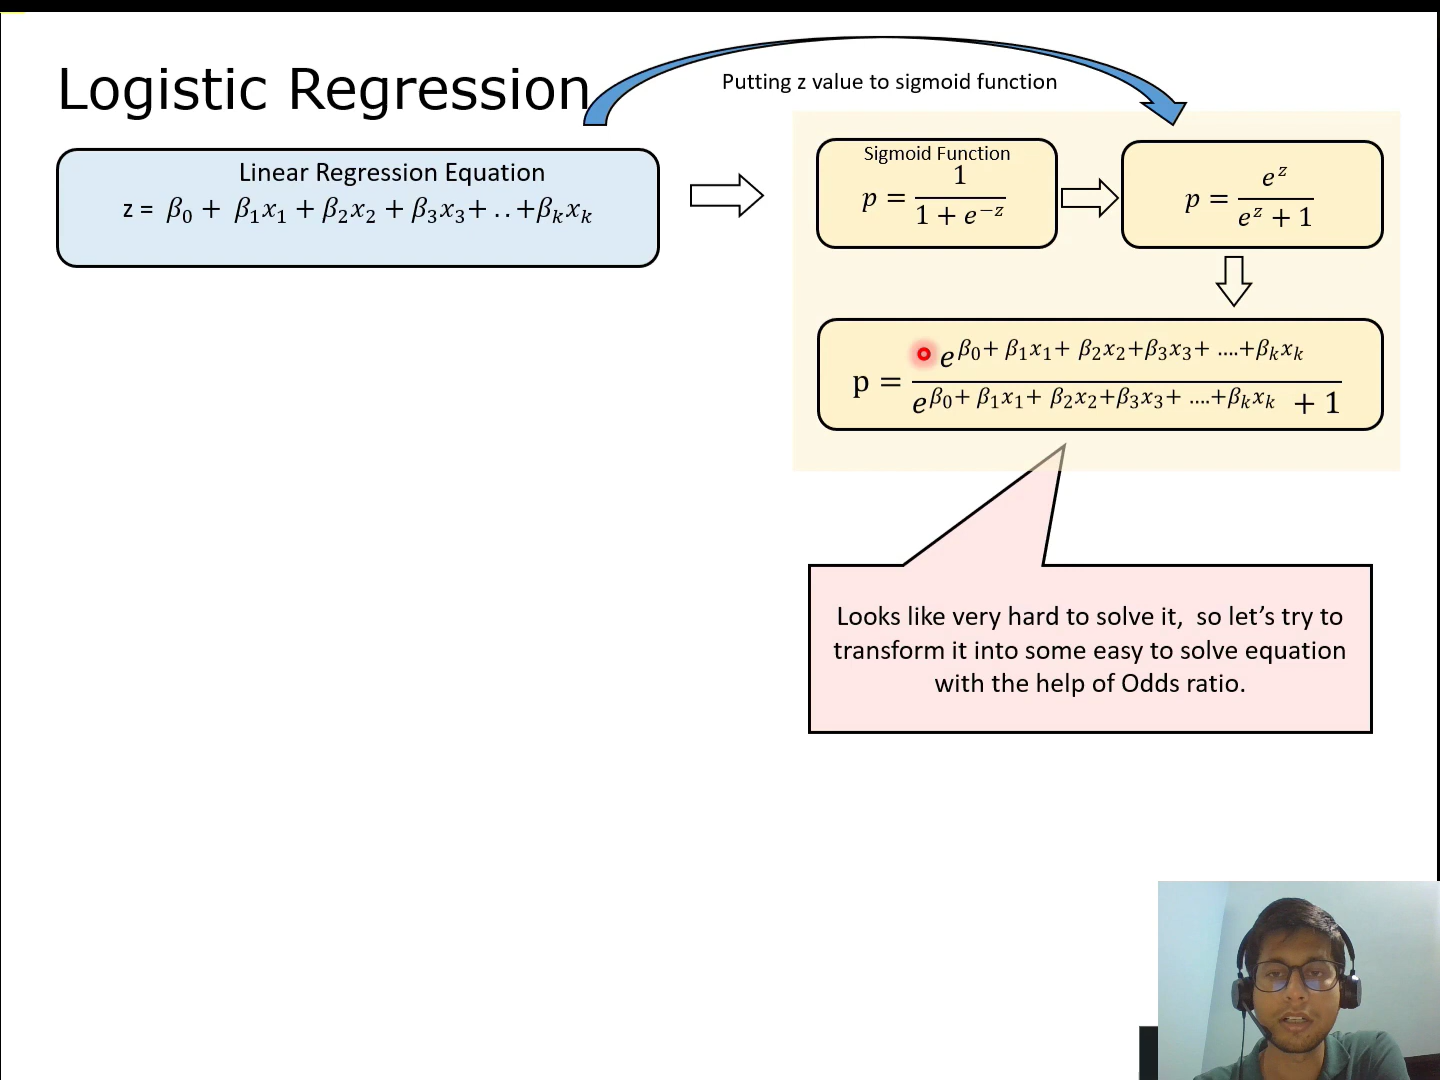 Logistic Regression
Putting z value to sigmoid function
Linear Regression Equation
z = β₀ + β₁x₁ + β₂x₂ + β₃x₃+ . . +βₖxₖ
Sigmoid Function
p = 1 / (1 + e^(−z))
p = e^z / (e^z + 1)
p = e^(β₀+ β₁x₁+ β₂x₂+β₃x₃+ ....+βₖxₖ) / (e^(β₀+ β₁x₁+ β₂x₂+β₃x₃+ ....+βₖxₖ) + 1)
Looks like very hard to solve it, so let’s try to
transform it into some easy to solve equation
with the help of Odds ratio.